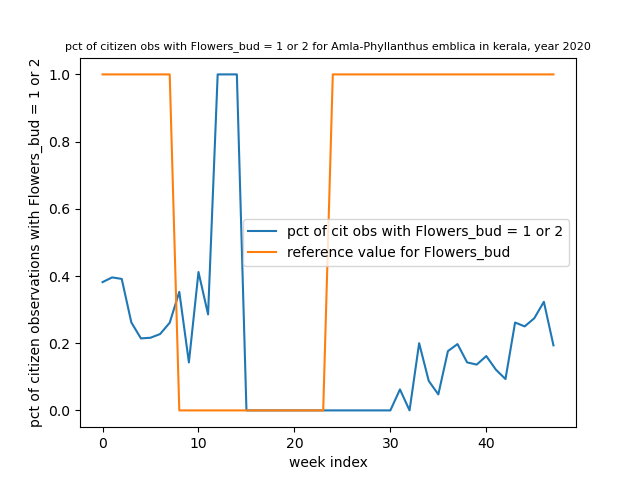 pct of citizen obs with Flowers_bud = 1 or 2 for Amla-Phyllanthus emblica in kerala, year 2020
pct of citizen observations with Flowers_bud = 1 or 2
1.0
0.8
0.6
0.4
0.2
0.0
pct of cit obs with Flowers_bud = 1 or 2
reference value for Flowers_bud
0
10
20
30
40
week index